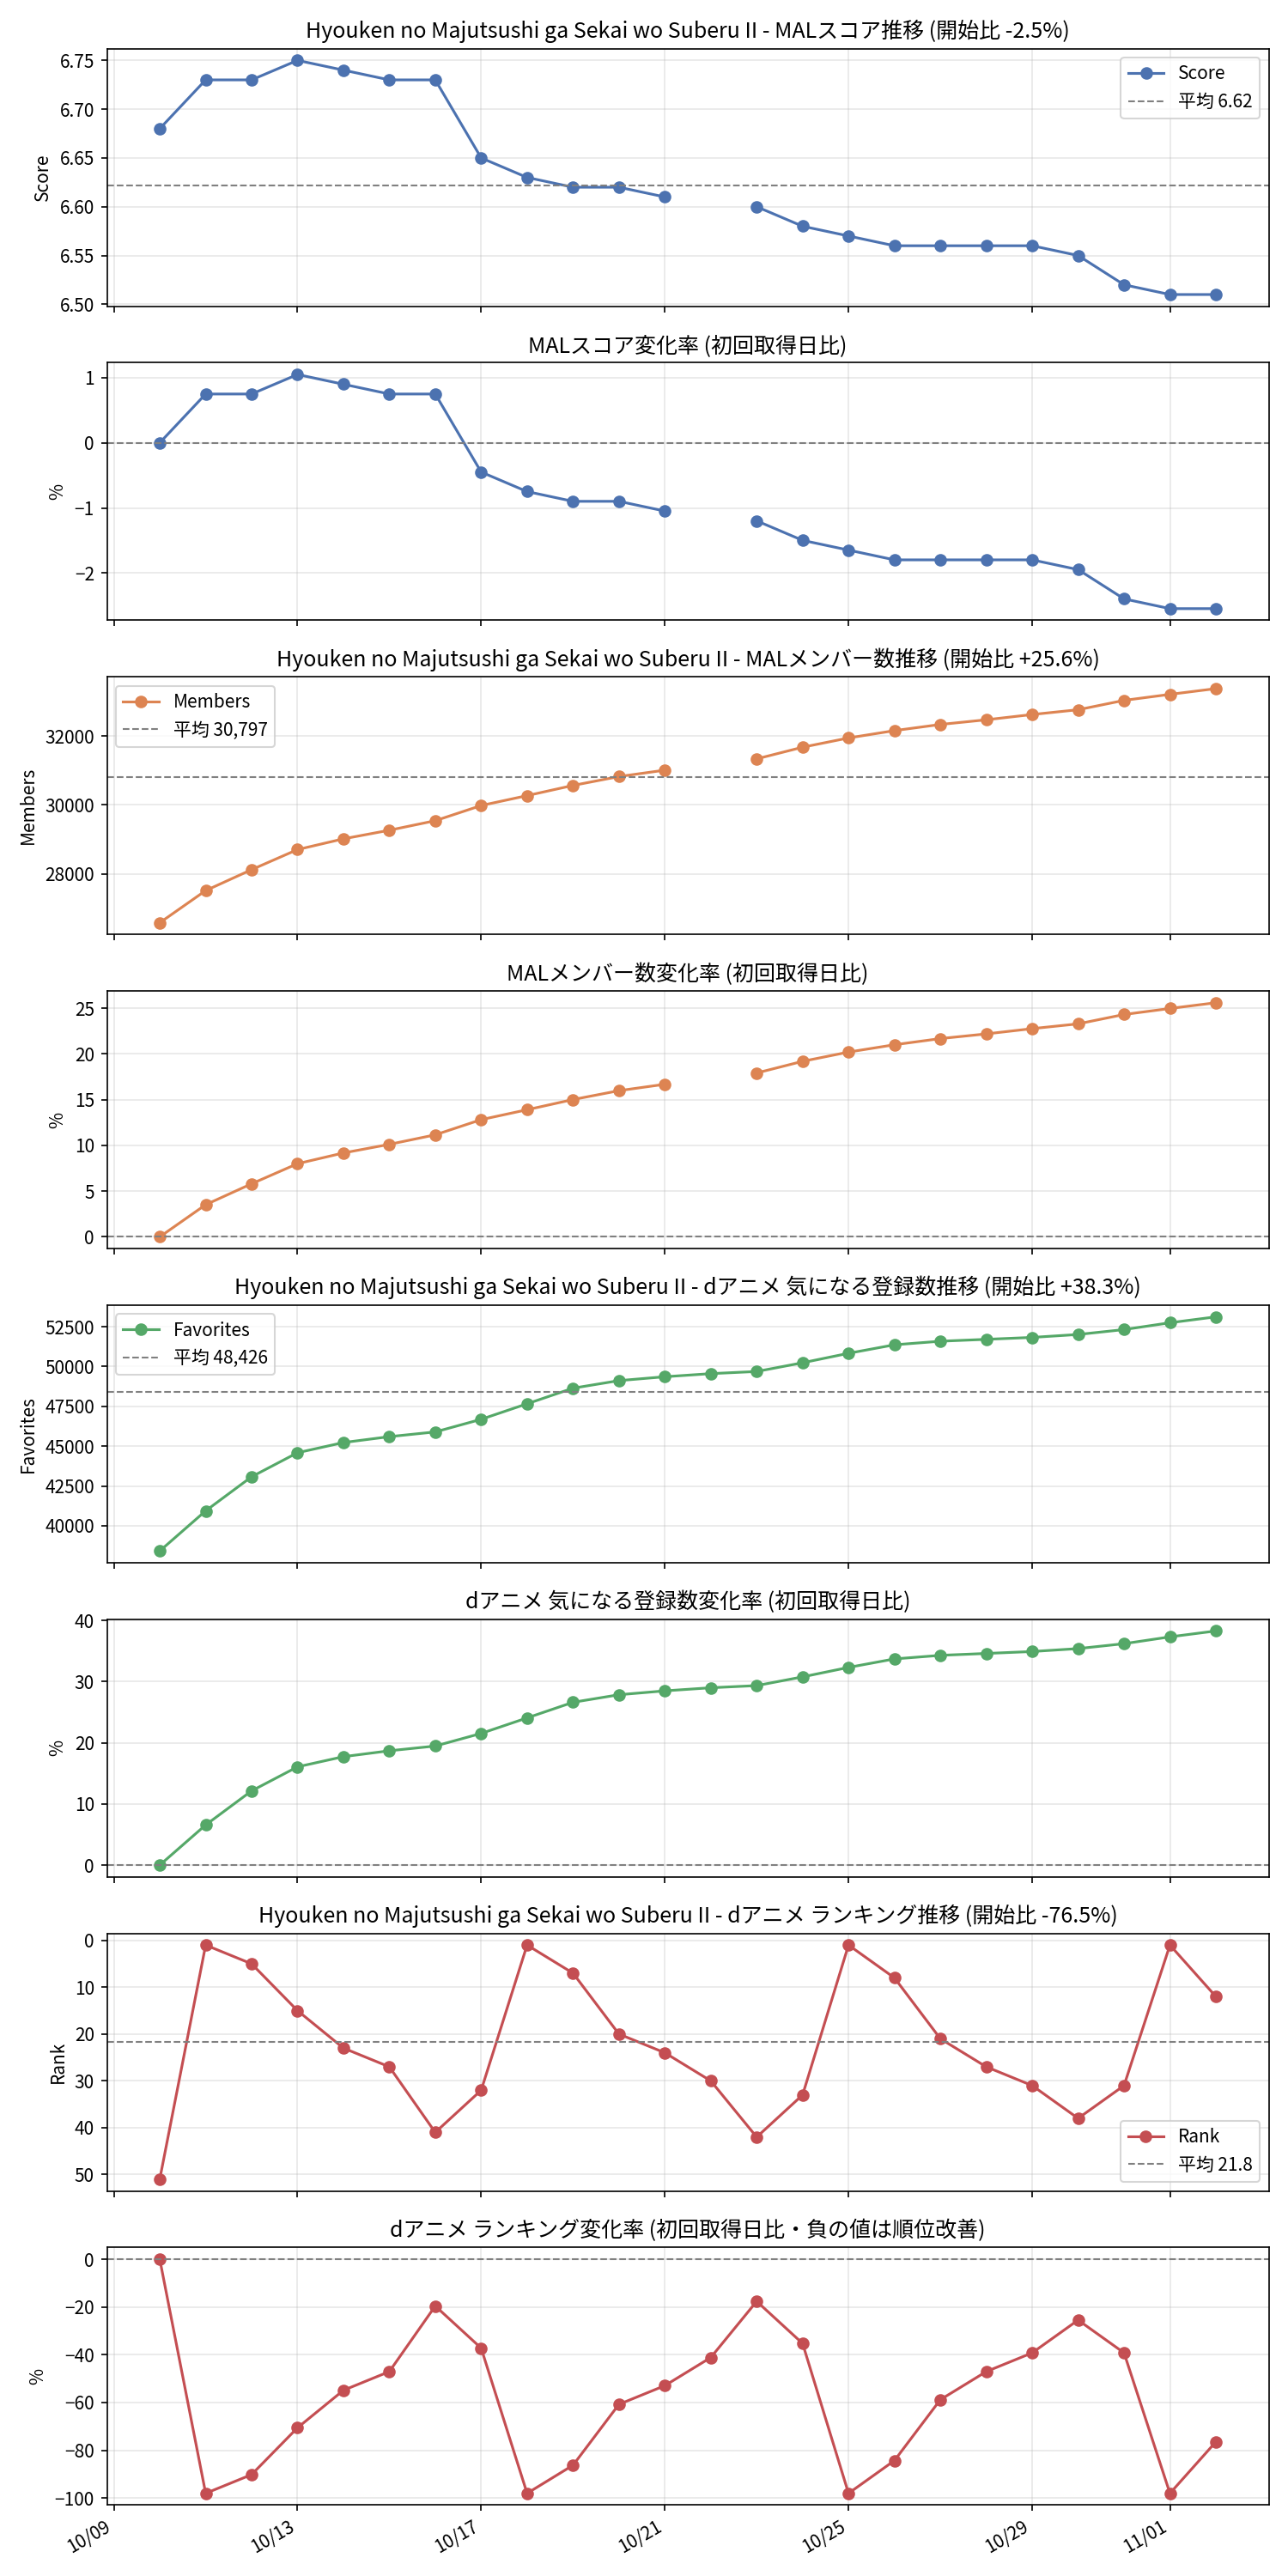 Hyouken no Majutsushi ga Sekai wo Suberu II - MALスコア推移 (開始比 -2.5%)
Score
6.75
6.70
6.65
6.60
6.55
6.50
Score
平均 6.62
MALスコア変化率 (初回取得日比)
%
1
0
−1
−2
Hyouken no Majutsushi ga Sekai wo Suberu II - MALメンバー数推移 (開始比 +25.6%)
Members
32000
30000
28000
Members
平均 30,797
MALメンバー数変化率 (初回取得日比)
%
25
20
15
10
5
0
Hyouken no Majutsushi ga Sekai wo Suberu II - dアニメ 気になる登録数推移 (開始比 +38.3%)
Favorites
52500
50000
47500
45000
42500
40000
Favorites
平均 48,426
dアニメ 気になる登録数変化率 (初回取得日比)
%
40
30
20
10
0
Hyouken no Majutsushi ga Sekai wo Suberu II - dアニメ ランキング推移 (開始比 -76.5%)
Rank
0
10
20
30
40
50
Rank
平均 21.8
dアニメ ランキング変化率 (初回取得日比・負の値は順位改善)
%
0
−20
−40
−60
−80
−100
10/09
10/13
10/17
10/21
10/25
10/29
11/01